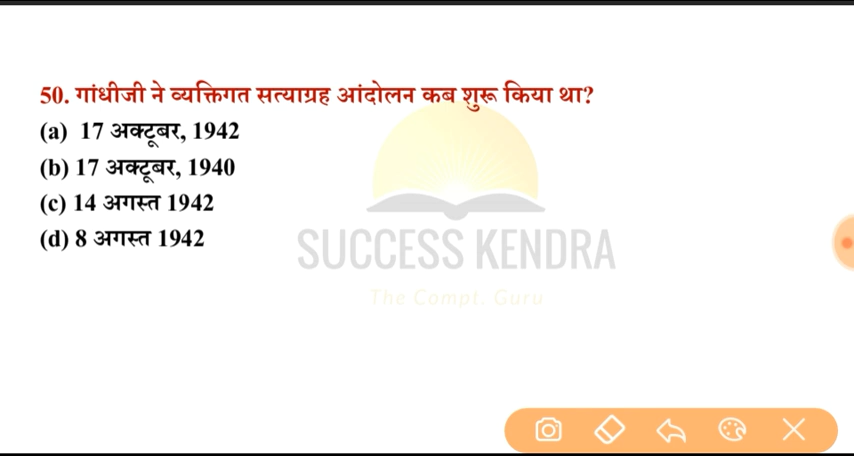 50. गांधीजी ने व्यक्तिगत सत्याग्रह आंदोलन कब शुरू किया था?
(a) 17 अक्टूबर, 1942
(b) 17 अक्टूबर, 1940
(c) 14 अगस्त 1942
(d) 8 अगस्त 1942
SUCCESS KENDRA
The Compt. Guru